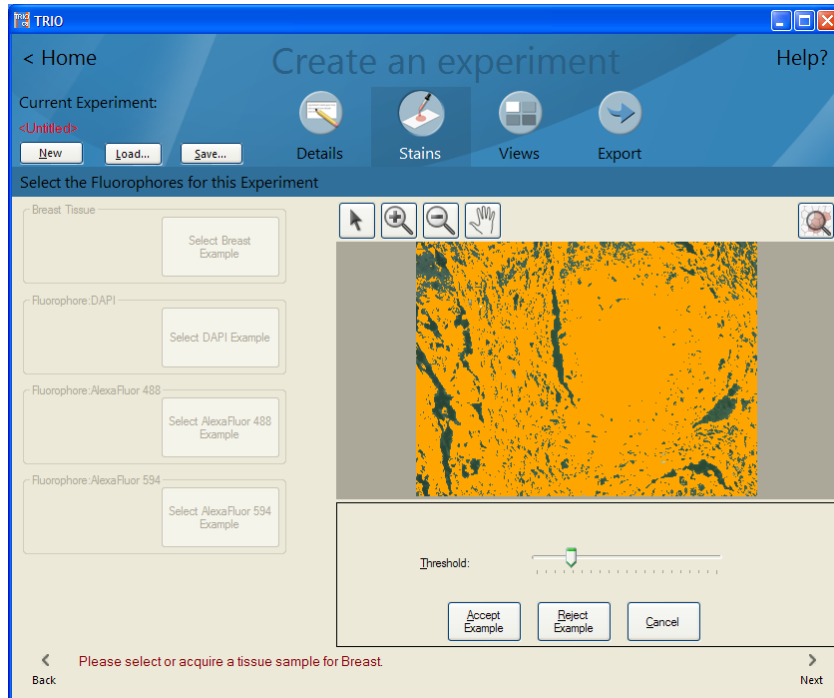 TRIO
< Home
Create an experiment
Help?
Current Experiment:
<Untitled>
New
Load...
Save...
Details
Stains
Views
Export
Select the Fluorophores for this Experiment
Breast Tissue
Select Breast
Example
Fluorophore:DAPI
Select DAPI Example
Fluorophore:AlexaFluor 488
Select AlexaFluor 488
Example
Fluorophore:AlexaFluor 594
Select AlexaFluor 594
Example
Threshold:
Accept
Example
Reject
Example
Cancel
Please select or acquire a tissue sample for Breast.
Back
Next